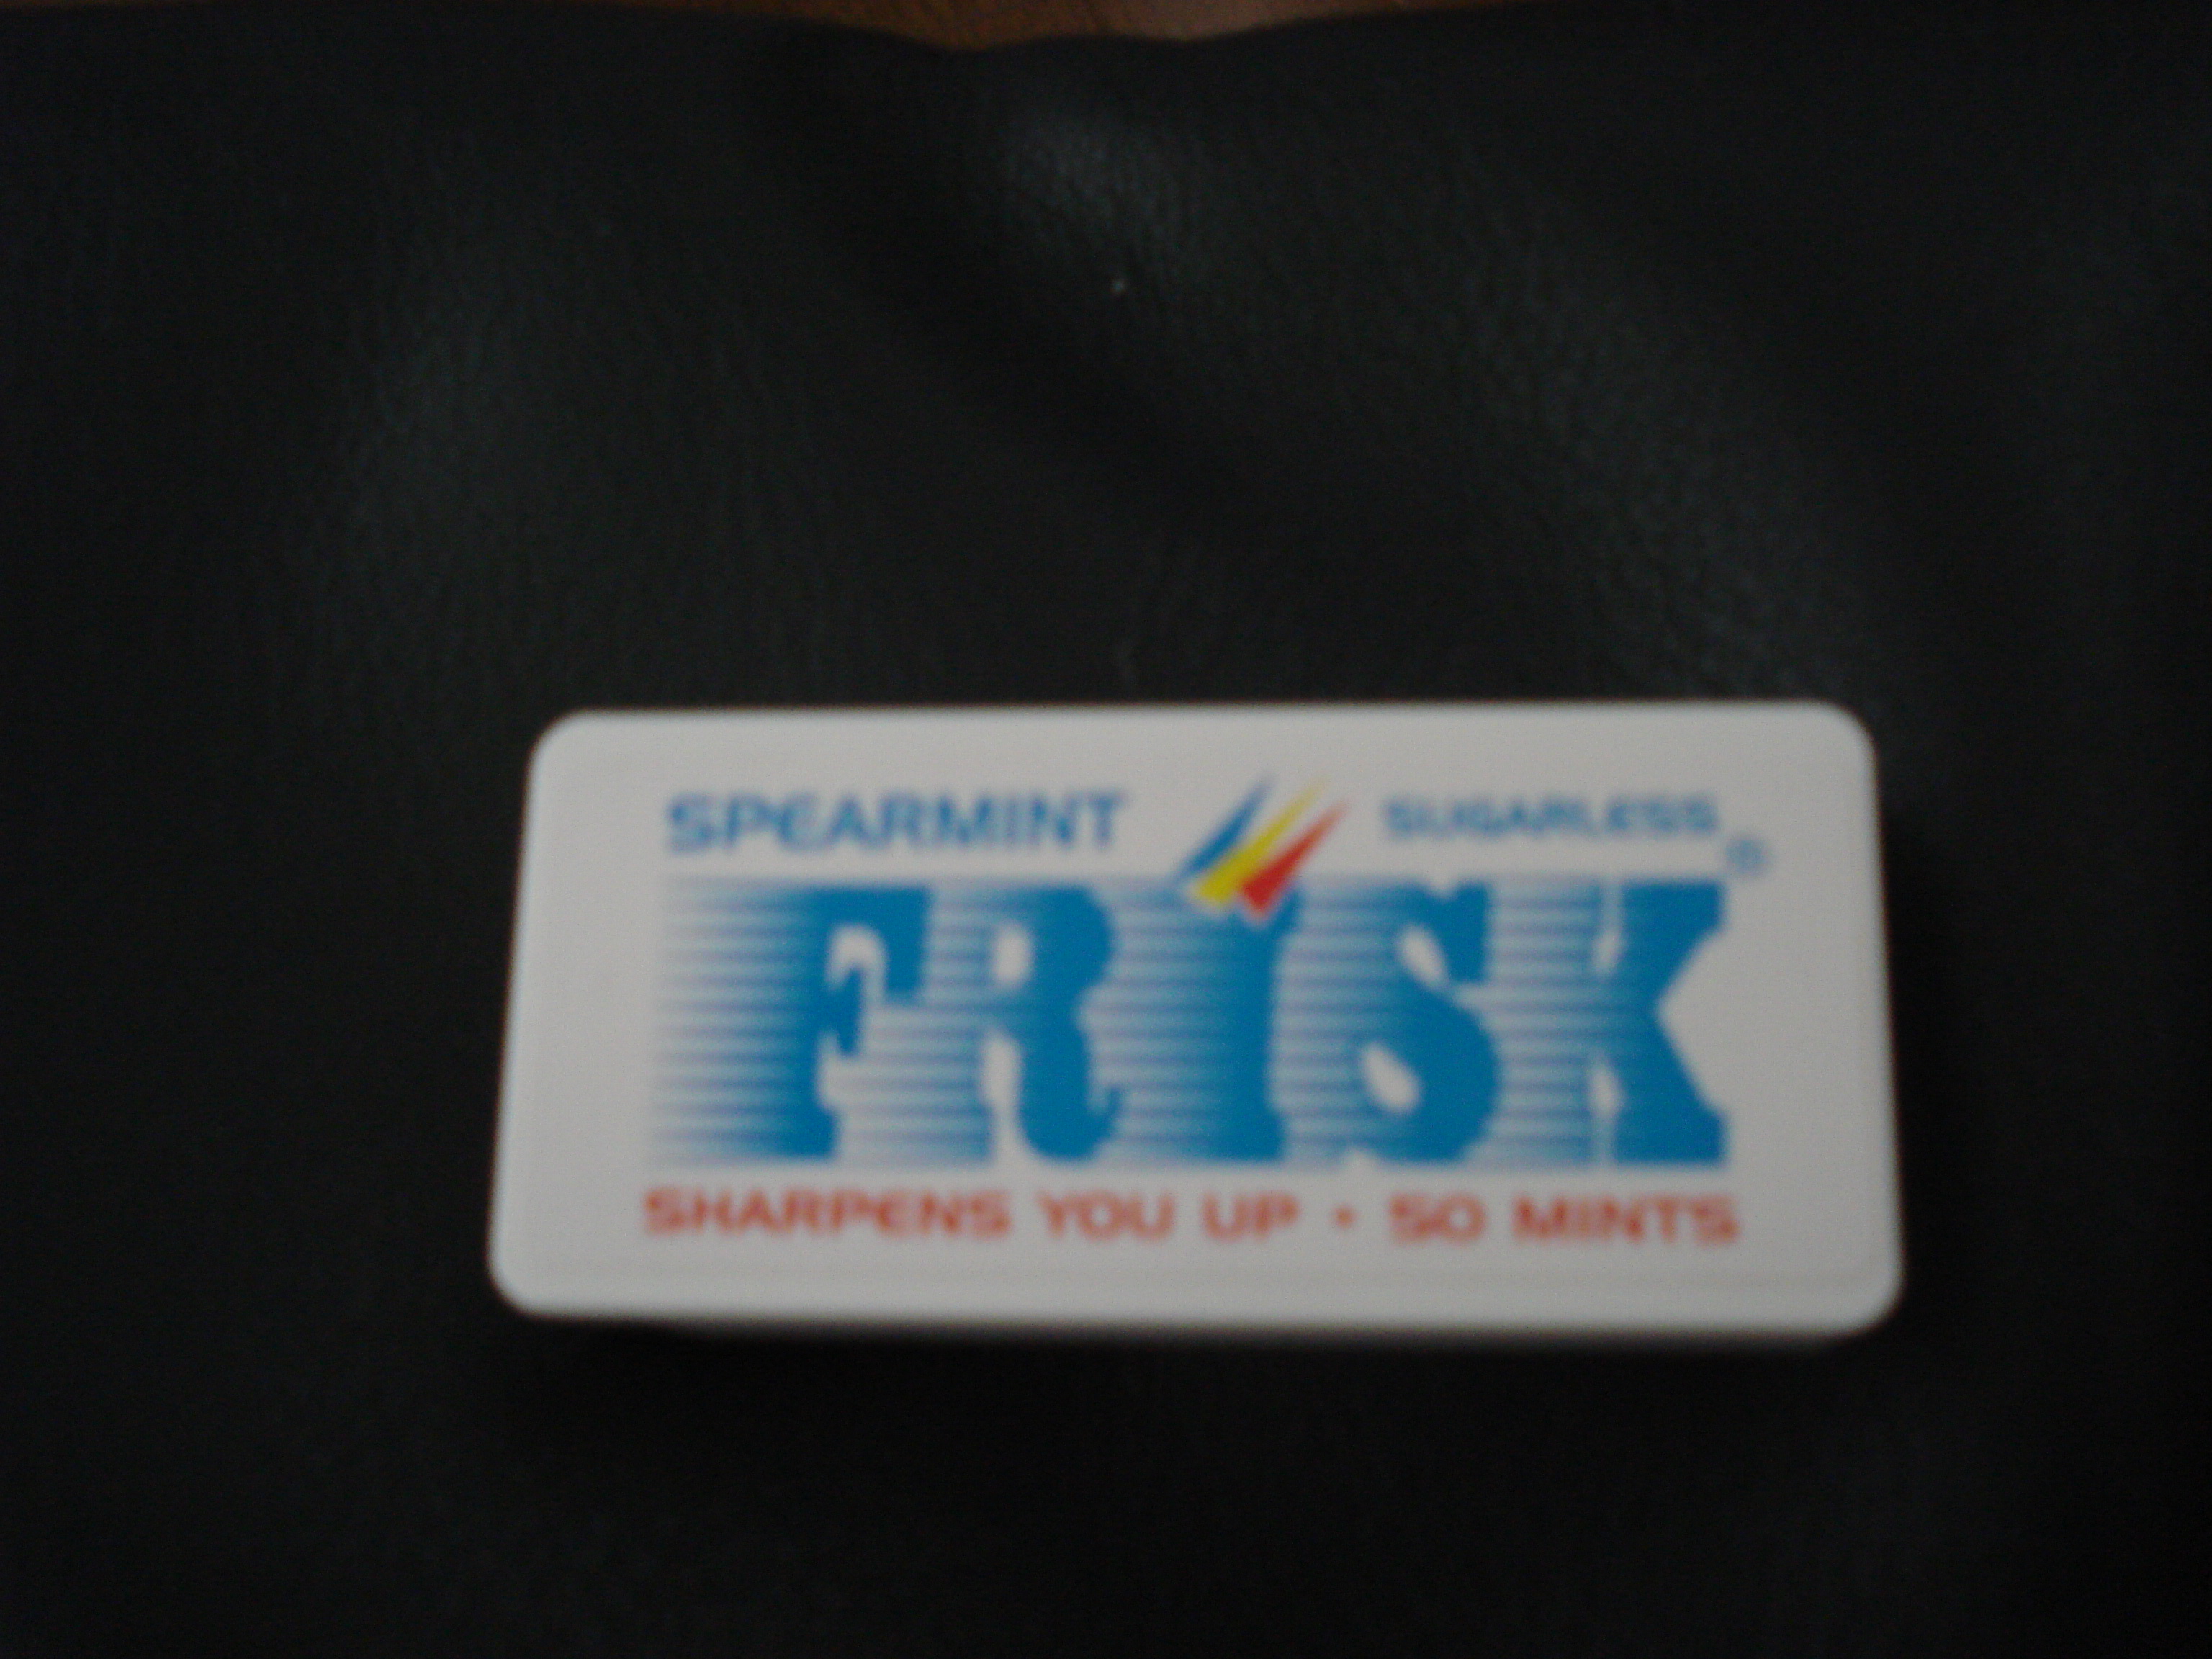 SPEARMINT SUGARLESS
FRISK®
SHARPENS YOU UP • 50 MINTS